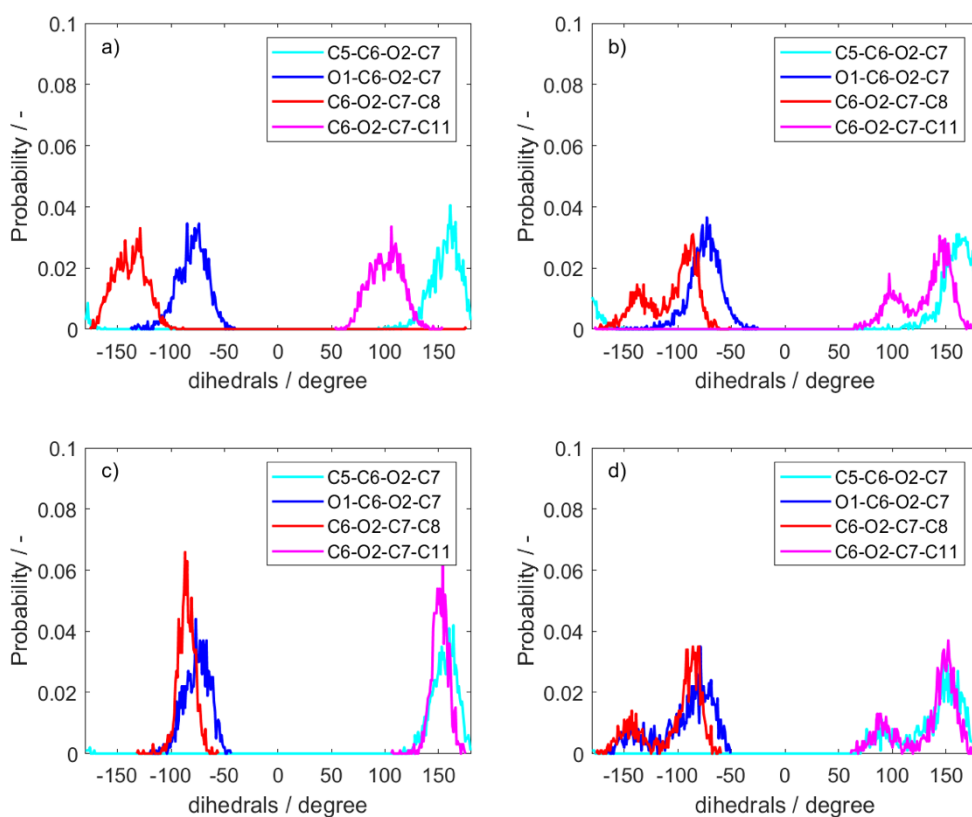 a)
C5-C6-O2-C7
O1-C6-O2-C7
C6-O2-C7-C8
C6-O2-C7-C11
Probability / -
0.1
0.08
0.06
0.04
0.02
0
-150 -100 -50 0 50 100 150
dihedrals / degree
b)
C5-C6-O2-C7
O1-C6-O2-C7
C6-O2-C7-C8
C6-O2-C7-C11
Probability / -
0.1
0.08
0.06
0.04
0.02
0
-150 -100 -50 0 50 100 150
dihedrals / degree
c)
C5-C6-O2-C7
O1-C6-O2-C7
C6-O2-C7-C8
C6-O2-C7-C11
Probability / -
0.1
0.08
0.06
0.04
0.02
0
-150 -100 -50 0 50 100 150
dihedrals / degree
d)
C5-C6-O2-C7
O1-C6-O2-C7
C6-O2-C7-C8
C6-O2-C7-C11
Probability / -
0.1
0.08
0.06
0.04
0.02
0
-150 -100 -50 0 50 100 150
dihedrals / degree